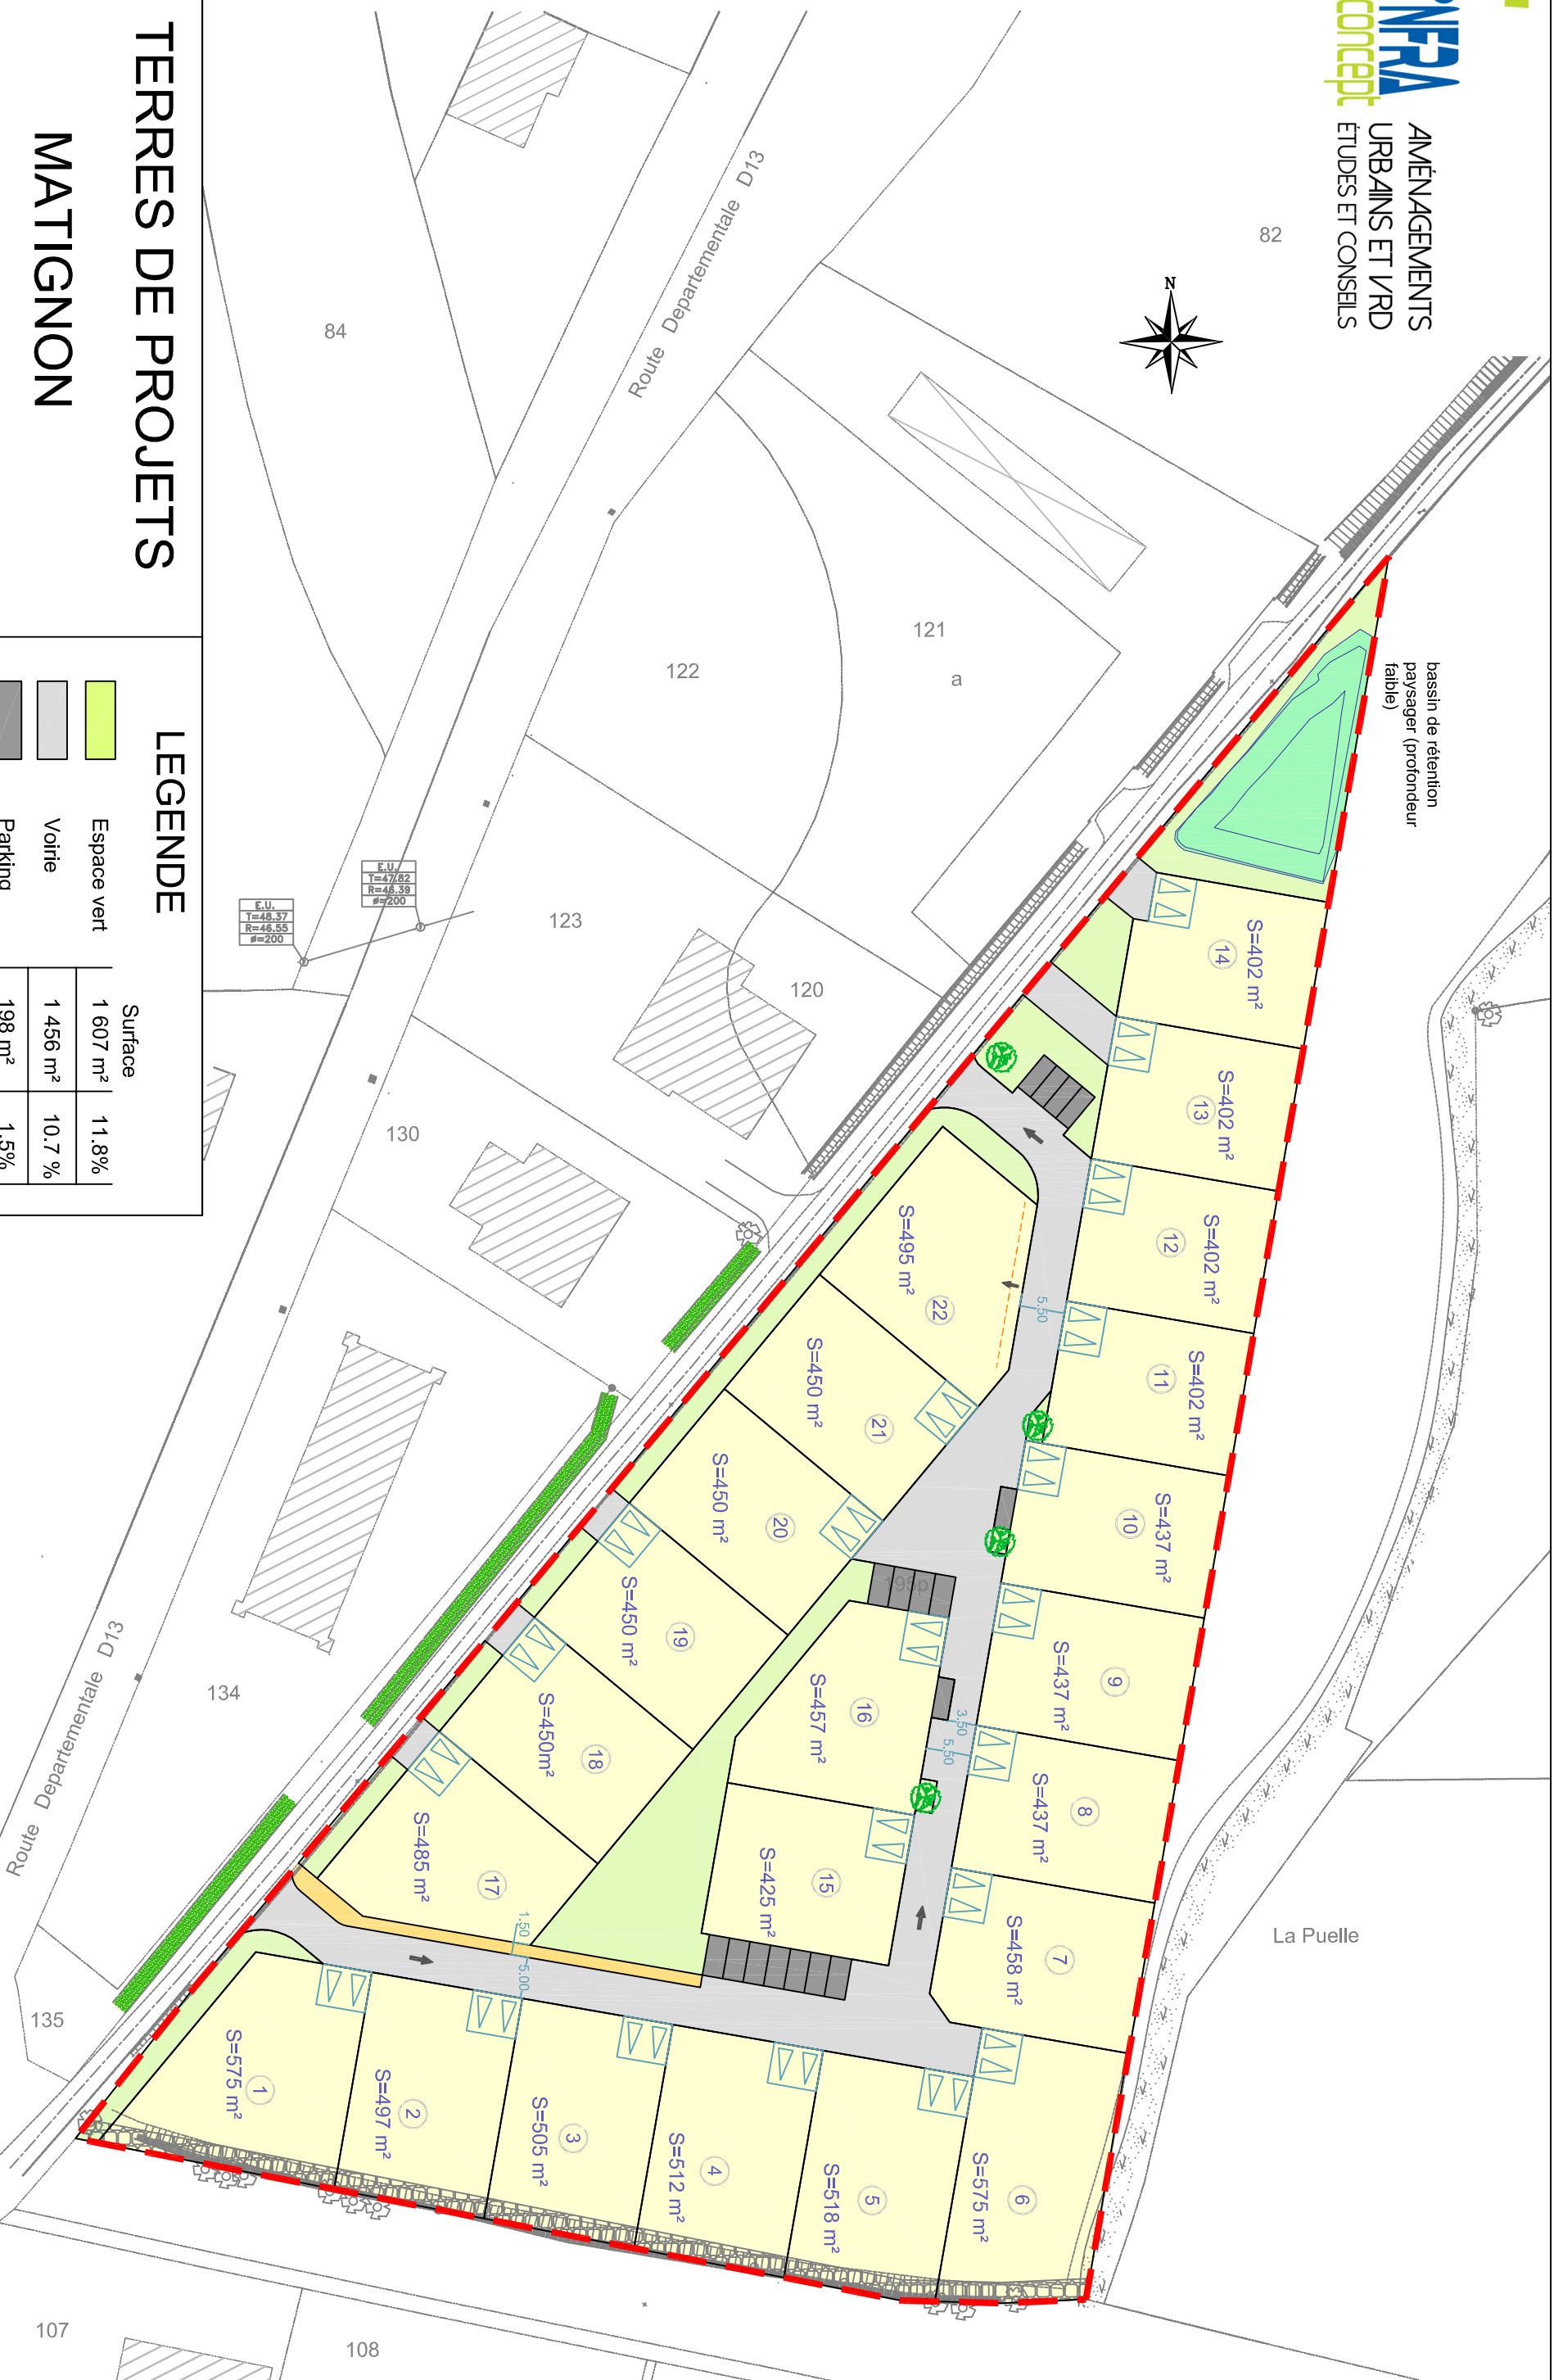 NFRA
concept
AMÉNAGEMENTS
URBAINS ET VRD
ÉTUDES ET CONSEILS
TERRES DE PROJETS
MATIGNON
LEGENDE
Surface
Espace vert 1 607 m² 11.8%
Voirie 1 456 m² 10.7 %
Parking 198 m² 1.5%
N
82
84
Route Departementale D13
121
a
122
123
120
130
134
135
107
108
La Puelle
Route Departementale D13
E.U.
T=47.82
R=46.39
ø=200
E.U.
T=48.37
R=46.55
ø=200
bassin de rétention
paysager (profondeur
faible)
14
S=402 m²
13
S=402 m²
12
S=402 m²
11
S=402 m²
10
S=437 m²
9
S=437 m²
8
S=437 m²
7
S=458 m²
6
S=575 m²
5
S=518 m²
4
S=512 m²
3
S=505 m²
2
S=497 m²
1
S=575 m²
22
S=495 m²
21
S=450 m²
20
S=450 m²
19
S=450 m²
18
S=450m²
17
S=485 m²
16
S=457 m²
15
S=425 m²
195p
5.50
3.50
5.50
1.50
5.00